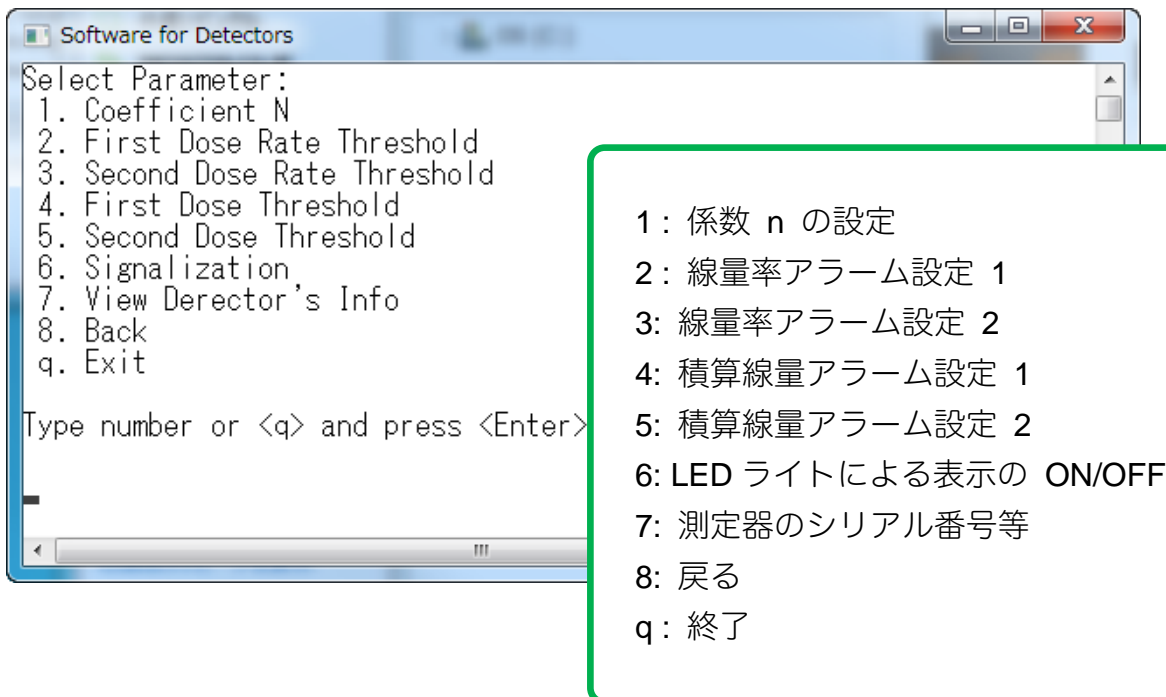 Software for Detectors
Select Parameter:
1. Coefficient N
2. First Dose Rate Threshold
3. Second Dose Rate Threshold
4. First Dose Threshold
5. Second Dose Threshold
6. Signalization
7. View Derector's Info
8. Back
q. Exit
Type number or <q> and press <Enter>
1 : 係数 n の設定
2 : 線量率アラーム設定 1
3: 線量率アラーム設定 2
4: 積算線量アラーム設定 1
5: 積算線量アラーム設定 2
6: LED ライトによる表示の ON/OFF
7: 測定器のシリアル番号等
8: 戻る
q : 終了